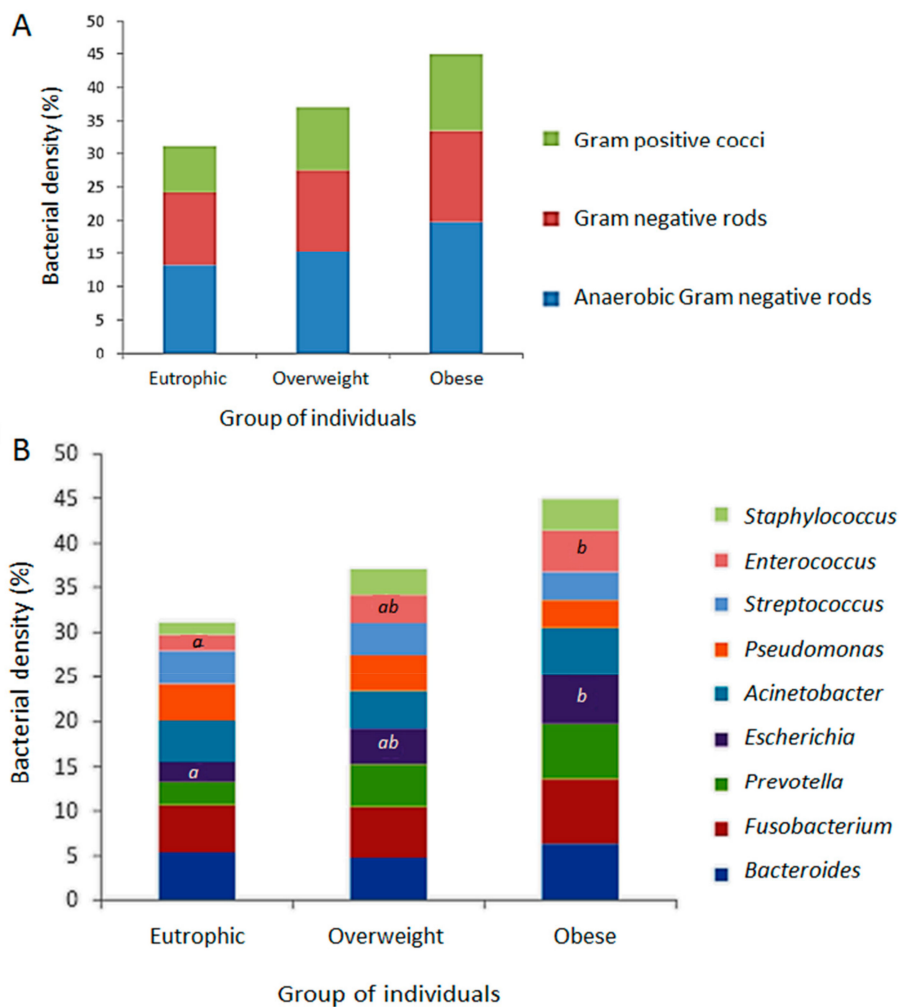 A
50
45
40
35
30
25
20
15
10
5
0
Bacterial density (%)
Eutrophic Overweight Obese
Group of individuals
Gram positive cocci
Gram negative rods
Anaerobic Gram negative rods
B
50
45
40
35
30
25
20
15
10
5
0
Bacterial density (%)
a
a
ab
ab
b
b
Eutrophic Overweight Obese
Group of individuals
Staphylococcus
Enterococcus
Streptococcus
Pseudomonas
Acinetobacter
Escherichia
Prevotella
Fusobacterium
Bacteroides